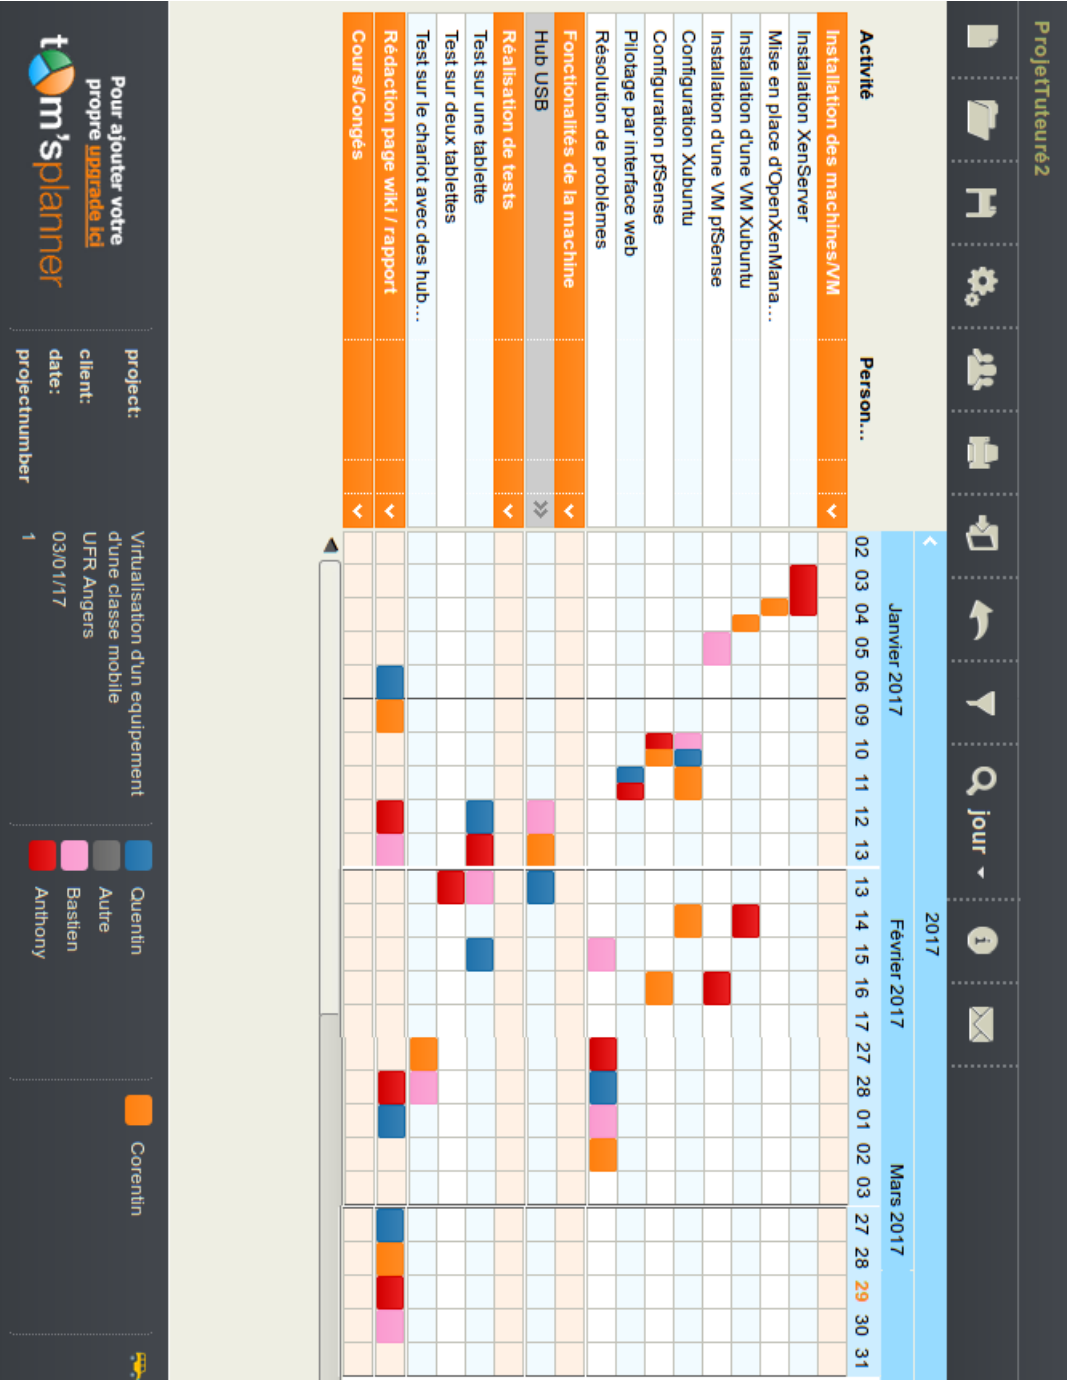 ProjetTuteuré2
jour
2017
Janvier 2017 Février 2017 Mars 2017
Activité Person... 02 03 04 05 06 09 10 11 12 13 13 14 15 16 17 27 28 01 02 03 27 28 29 30 31
Installation des machines/VM
Installation XenServer
Mise en place d'OpenXenMana...
Installation d'une VM Xubuntu
Installation d'une VM pfSense
Configuration Xubuntu
Configuration pfSense
Pilotage par interface web
Résolution de problèmes
Fonctionalités de la machine
Hub USB
Réalisation de tests
Test sur une tablette
Test sur deux tablettes
Test sur le chariot avec des hub...
Rédaction page wiki / rapport
Cours/Congés
Pour ajouter votre
propre upgrade ici
tom'splanner
project: Virtualisation d'un equipement
d'une classe mobile
client: UFR Angers
date: 03/01/17
projectnumber 1
Quentin
Autre
Bastien
Anthony
Corentin